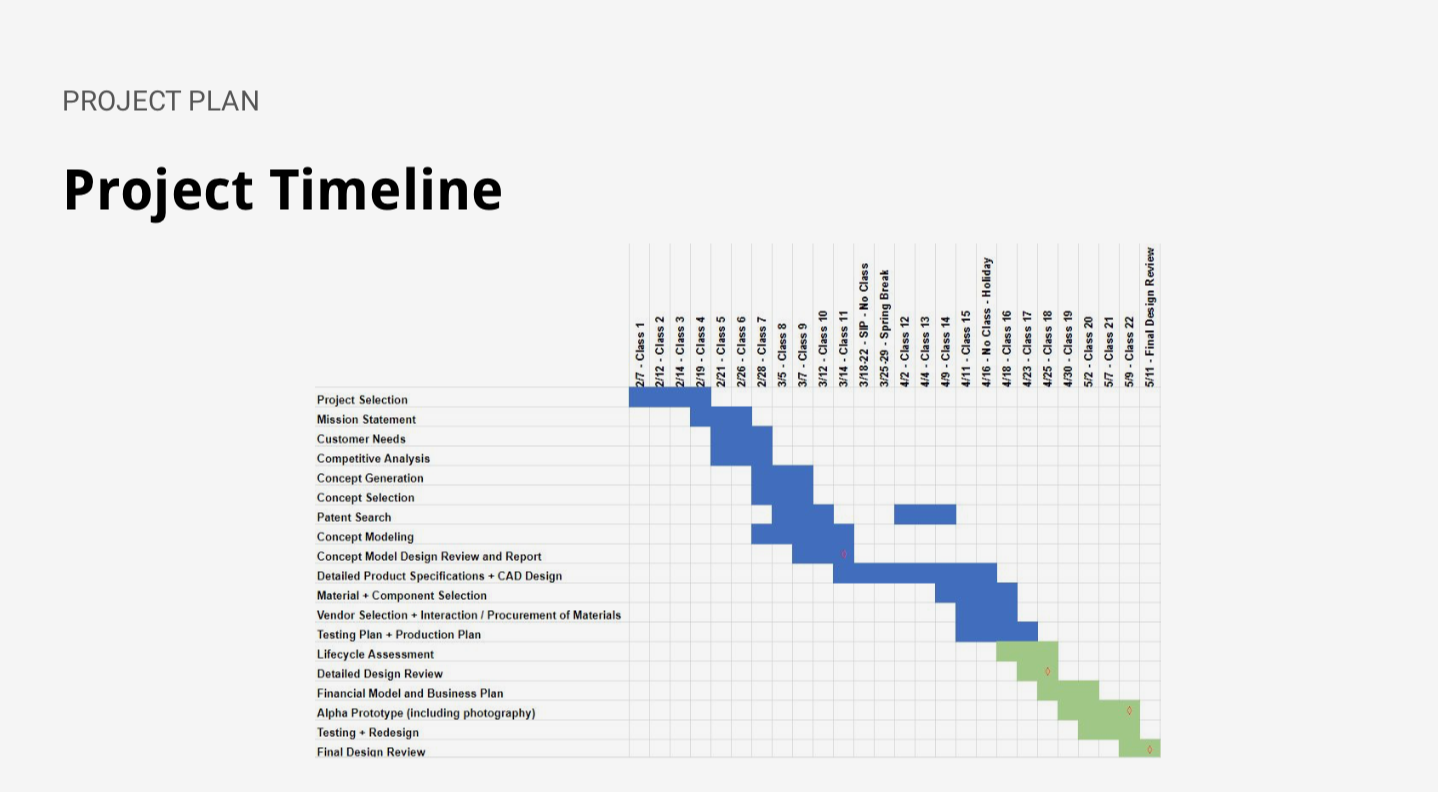 PROJECT PLAN
Project Timeline
2/7 - Class 1
2/12 - Class 2
2/14 - Class 3
2/19 - Class 4
2/21 - Class 5
2/26 - Class 6
2/28 - Class 7
3/5 - Class 8
3/7 - Class 9
3/12 - Class 10
3/14 - Class 11
3/18-22 - SIP - No Class
3/25-29 - Spring Break
4/2 - Class 12
4/4 - Class 13
4/9 - Class 14
4/11 - Class 15
4/16 - No Class - Holiday
4/18 - Class 16
4/23 - Class 17
4/25 - Class 18
4/30 - Class 19
5/2 - Class 20
5/7 - Class 21
5/9 - Class 22
5/11 - Final Design Review
Project Selection
Mission Statement
Customer Needs
Competitive Analysis
Concept Generation
Concept Selection
Patent Search
Concept Modeling
Concept Model Design Review and Report
Detailed Product Specifications + CAD Design
Material + Component Selection
Vendor Selection + Interaction / Procurement of Materials
Testing Plan + Production Plan
Lifecycle Assessment
Detailed Design Review
Financial Model and Business Plan
Alpha Prototype (including photography)
Testing + Redesign
Final Design Review